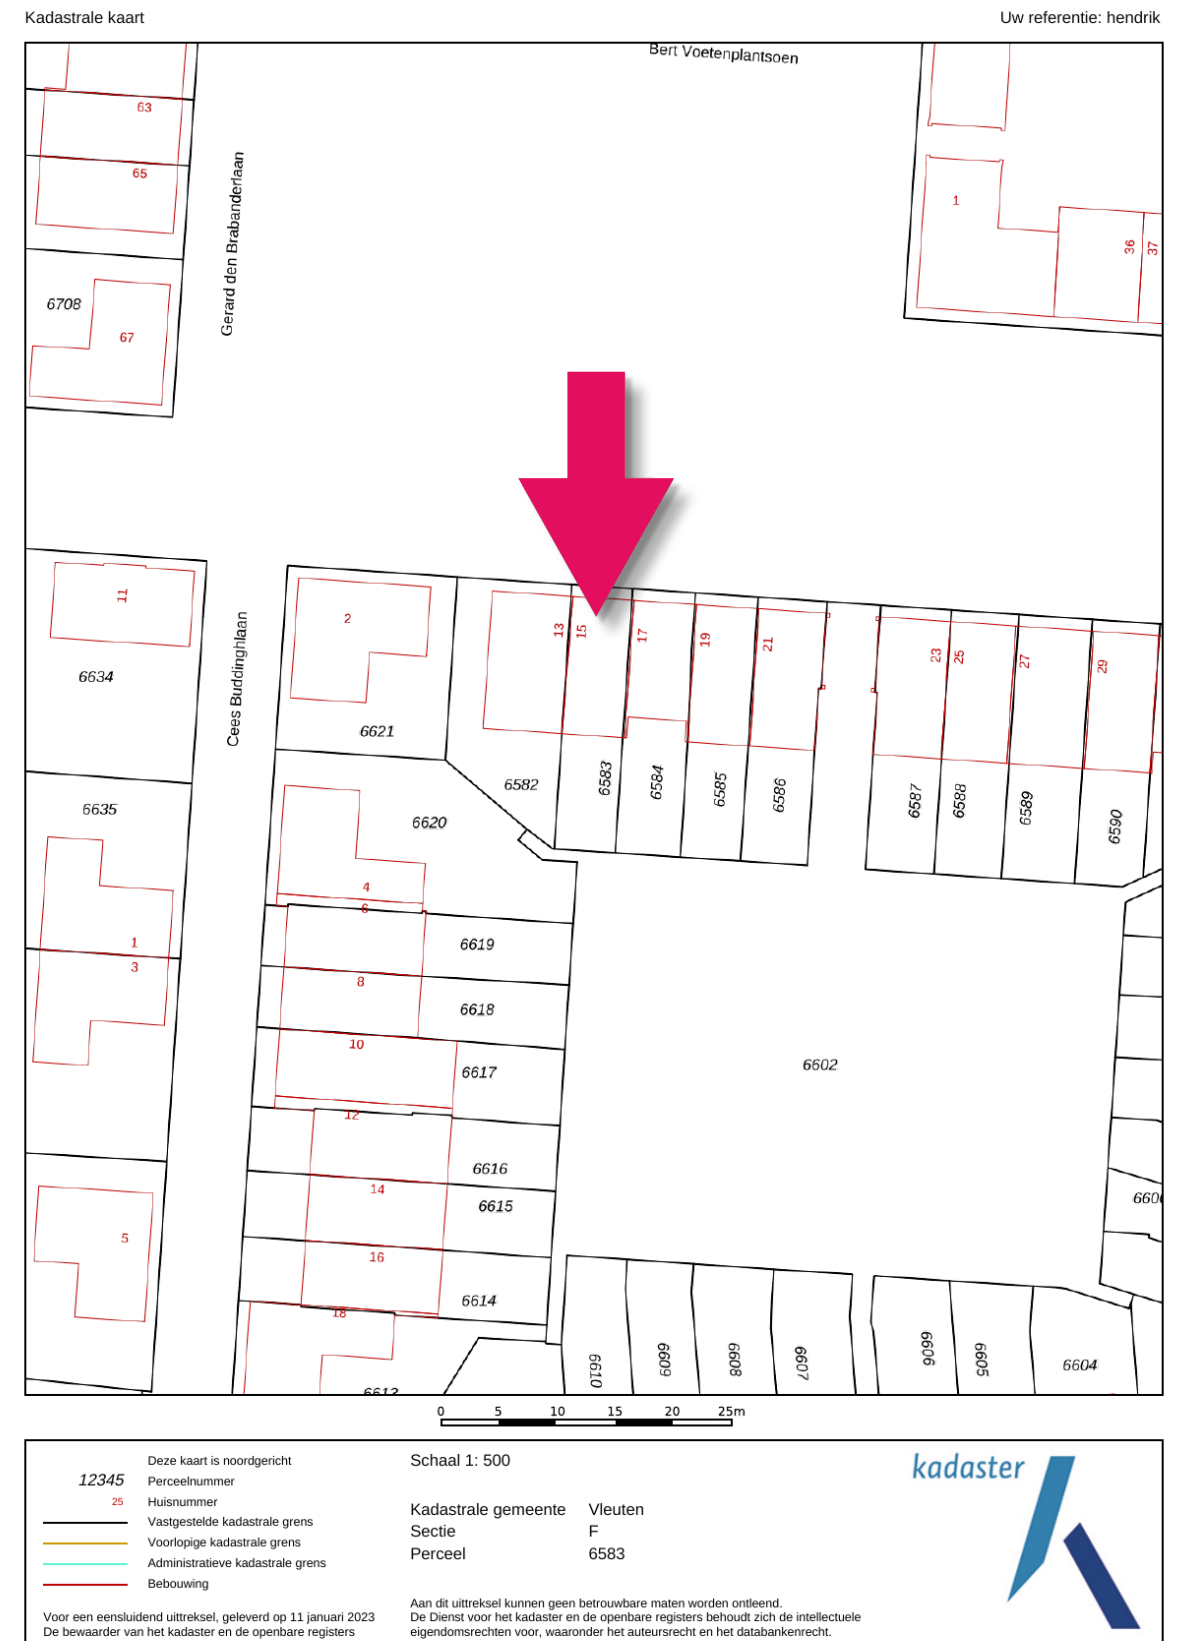 Kadastrale kaart
Uw referentie: hendrik
Bert Voetenplantsoen
63
65
Gerard den Brabanderlaan
1
36
37
6708
67
11
2
13
15
17
19
21
23
25
27
29
Cees Buddinghlaan
6634
6621
6582
6583
6584
6585
6586
6587
6588
6589
6590
6635
6620
4
6
1
3
6619
8
6618
10
6617
6602
12
6616
14
6615
5
16
6614
18
6613
6610
6609
6608
6607
6606
6605
6604
0 5 10 15 20 25m
Deze kaart is noordgericht
12345 Perceelnummer
25 Huisnummer
Vastgestelde kadastrale grens
Voorlopige kadastrale grens
Administratieve kadastrale grens
Bebouwing
Voor een eensluidend uittreksel, geleverd op 11 januari 2023
De bewaarder van het kadaster en de openbare registers
Schaal 1: 500
Kadastrale gemeente Vleuten
Sectie F
Perceel 6583
Aan dit uittreksel kunnen geen betrouwbare maten worden ontleend.
De Dienst voor het kadaster en de openbare registers behoudt zich de intellectuele
eigendomsrechten voor, waaronder het auteursrecht en het databankenrecht.
kadaster